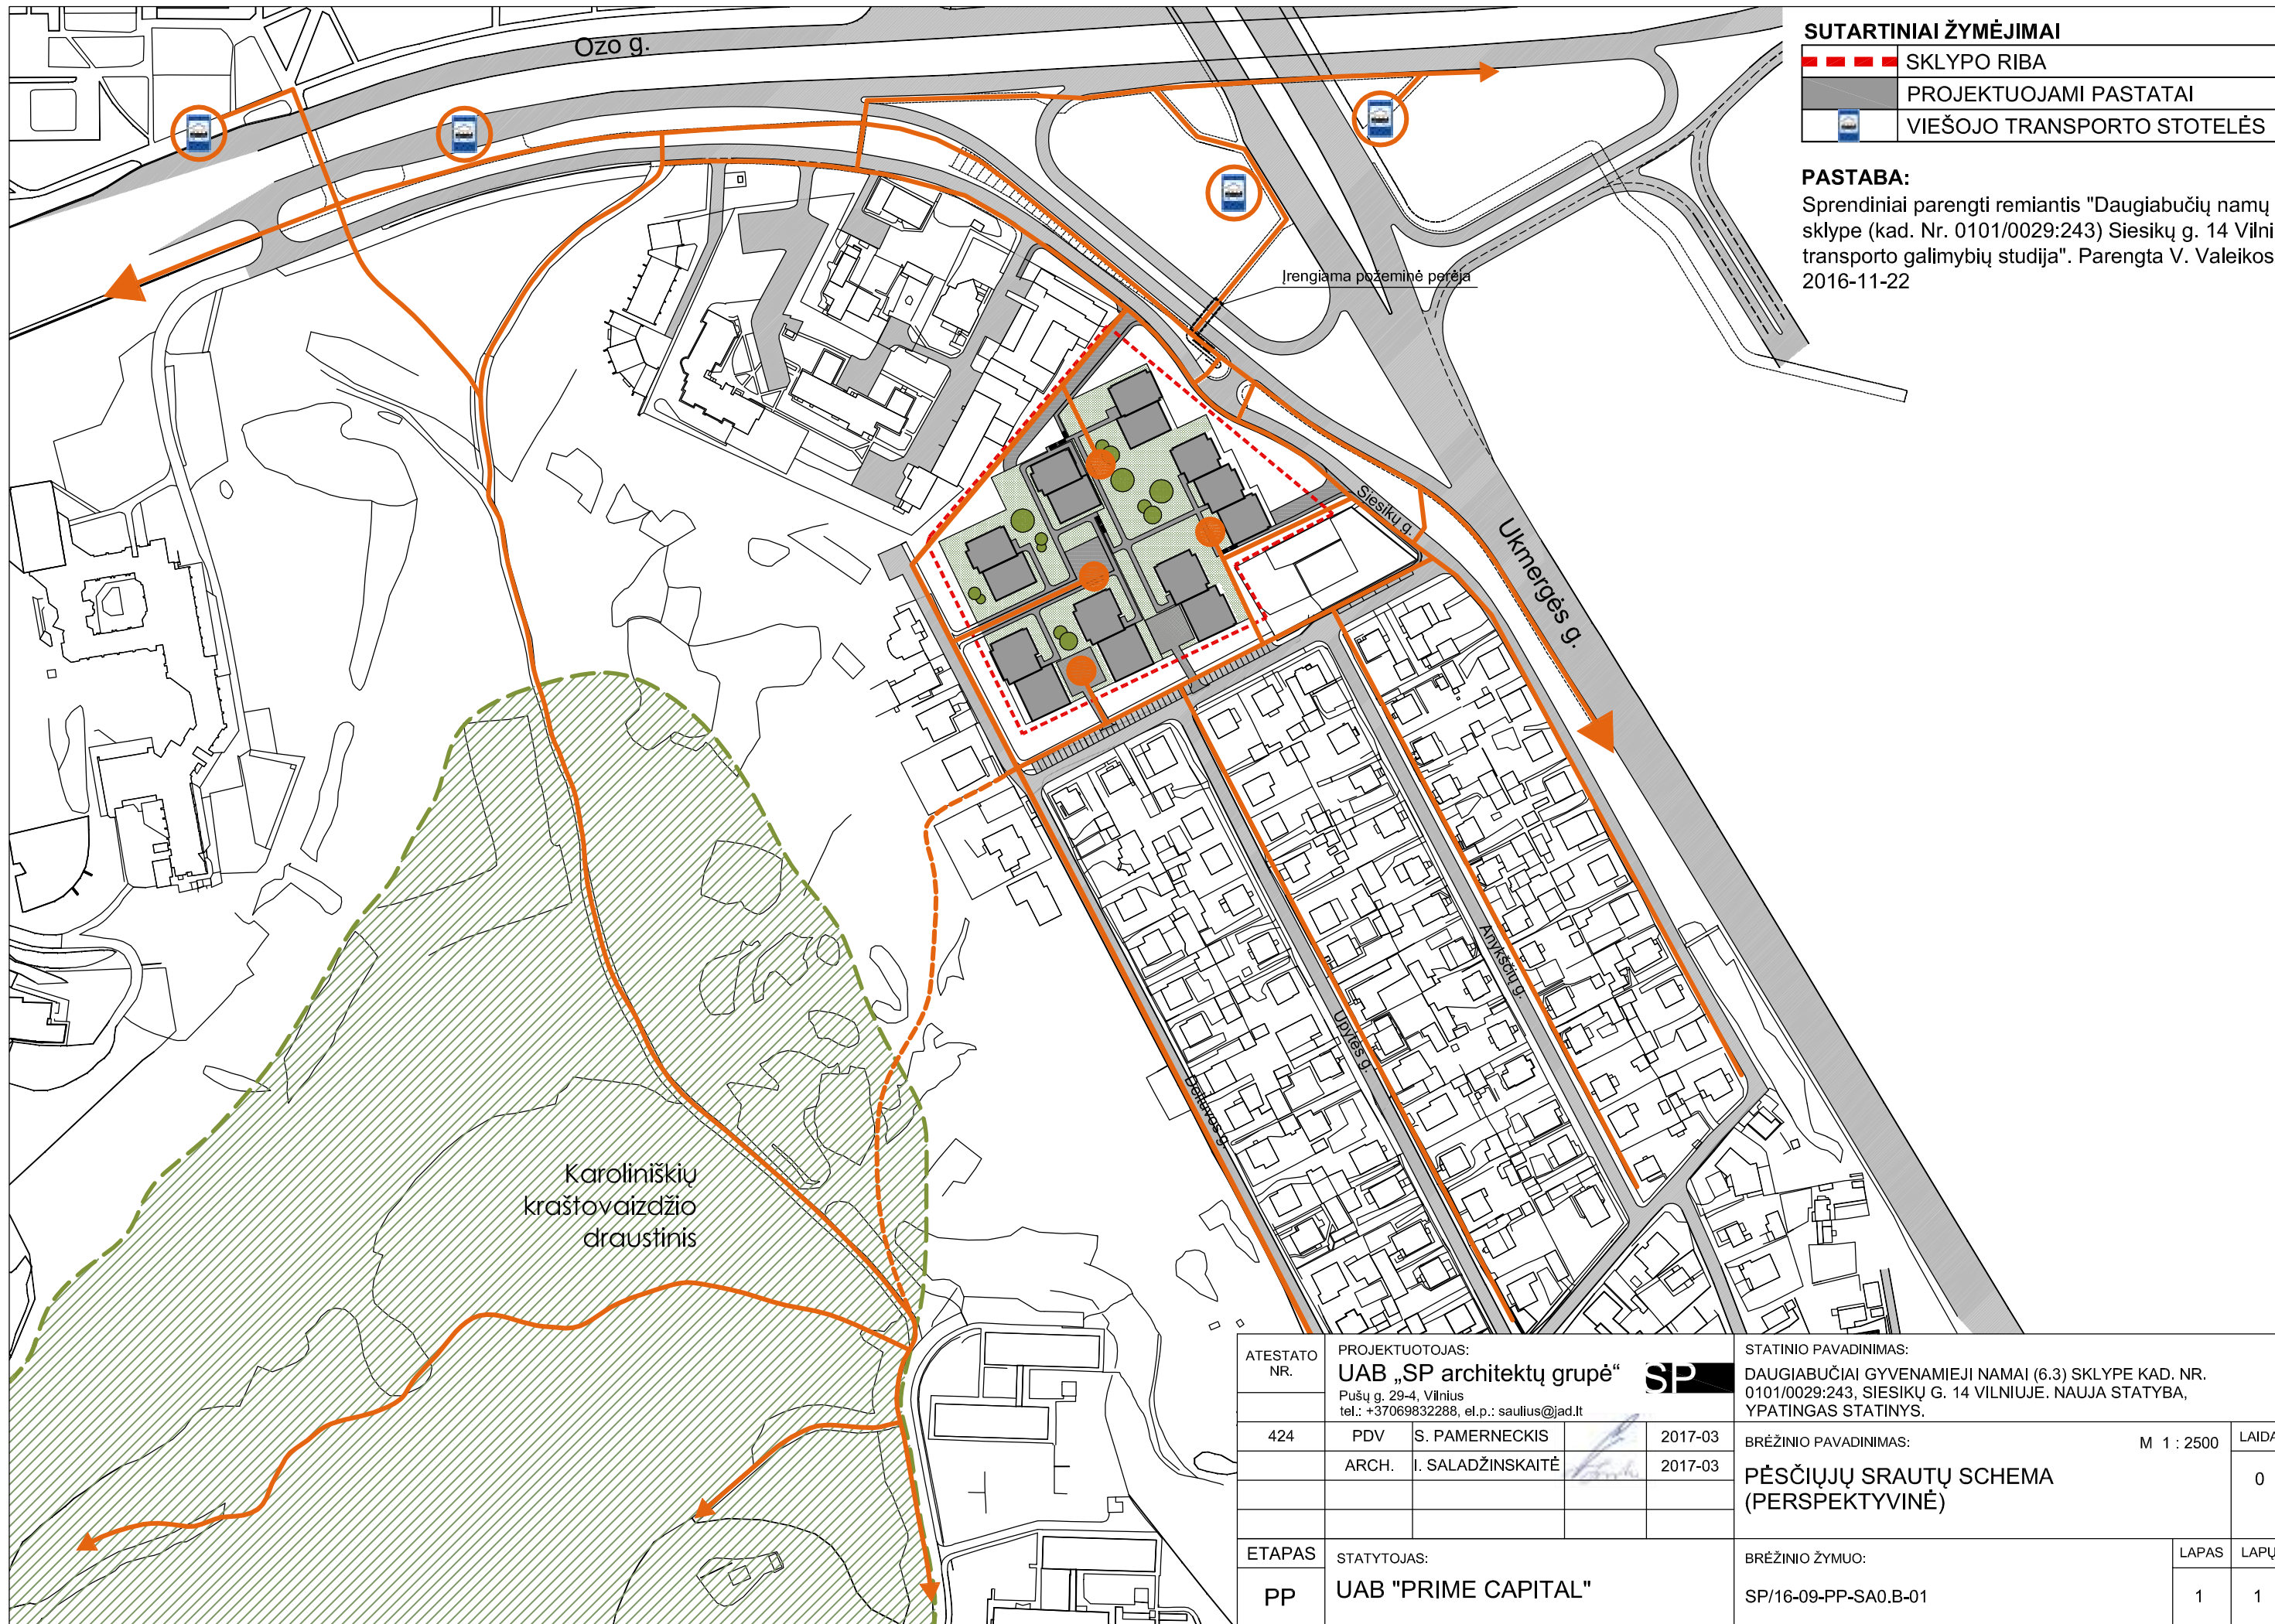 Ozo g.
SUTARTINIAI ŽYMĖJIMAI
SKLYPO RIBA
PROJEKTUOJAMI PASTATAI
VIEŠOJO TRANSPORTO STOTELĖS
PASTABA:
Sprendiniai parengti remiantis "Daugiabučių namų
sklype (kad. Nr. 0101/0029:243) Siesikų g. 14 Vilni
transporto galimybių studija". Parengta V. Valeikos
2016-11-22
Įrengiama požeminė perėja
Siesikų g.
Ukmergės g.
Anykščių g.
Upytės g.
Deltuvos g.
Karoliniškių
kraštovaizdžio
draustinis
ATESTATO
NR.
PROJEKTUOTOJAS:
UAB „SP architektų grupė“
SP
Pušų g. 29-4, Vilnius
tel.: +37069832288, el.p.: saulius@jad.lt
STATINIO PAVADINIMAS:
DAUGIABUČIAI GYVENAMIEJI NAMAI (6.3) SKLYPE KAD. NR.
0101/0029:243, SIESIKŲ G. 14 VILNIUJE. NAUJA STATYBA,
YPATINGAS STATINYS.
424 PDV S. PAMERNECKIS 2017-03
ARCH. I. SALADŽINSKAITĖ 2017-03
BRĖŽINIO PAVADINIMAS: M 1 : 2500 LAIDA
PĖSČIŲJŲ SRAUTŲ SCHEMA
(PERSPEKTYVINĖ)
0
ETAPAS
PP
STATYTOJAS:
UAB "PRIME CAPITAL"
BRĖŽINIO ŽYMUO:
SP/16-09-PP-SA0.B-01
LAPAS LAPŲ
1 1